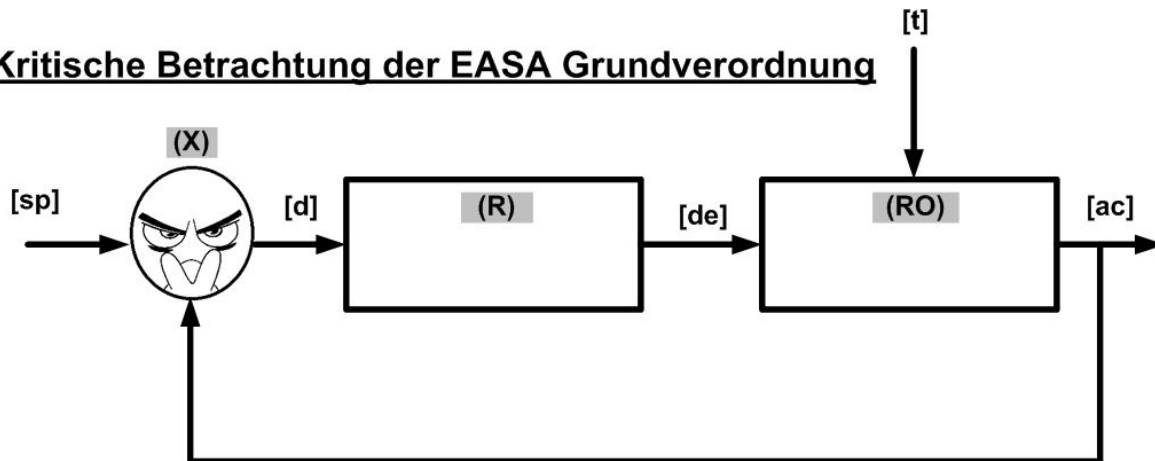 [t]
Kritische Betrachtung der EASA Grundverordnung
(X)
[sp]
[d]
(R)
[de]
(RO)
[ac]